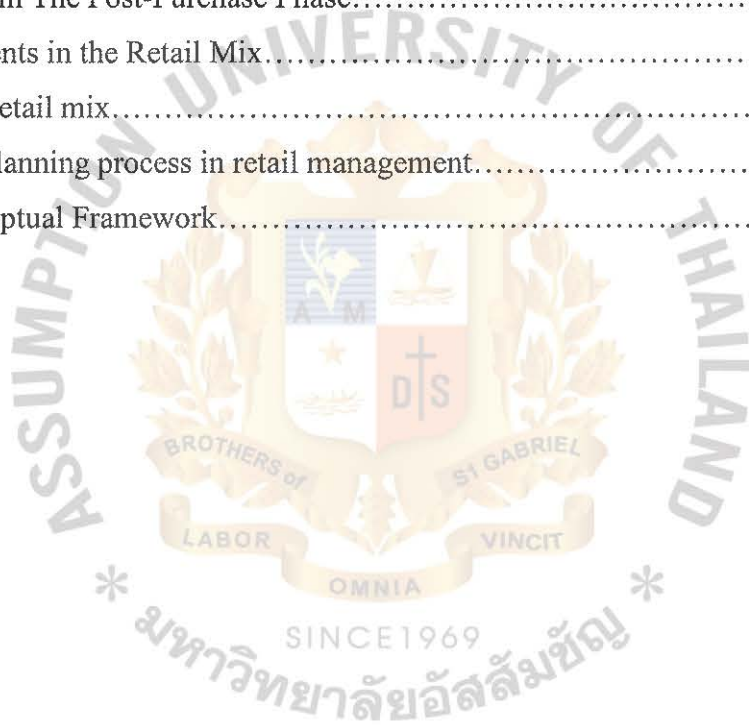 in The Post-Purchase Phase........................................
ents in the Retail Mix........................................
etail mix........................................
lanning process in retail management........................................
ptual Framework........................................
ASSUMPTION UNIVERSITY OF THAILAND
A M
D S
BROTHERS of ST GABRIEL
LABOR VINCIT
OMNIA
* SINCE1969 *
มหาวิทยาลัยอัสสัมชัญ